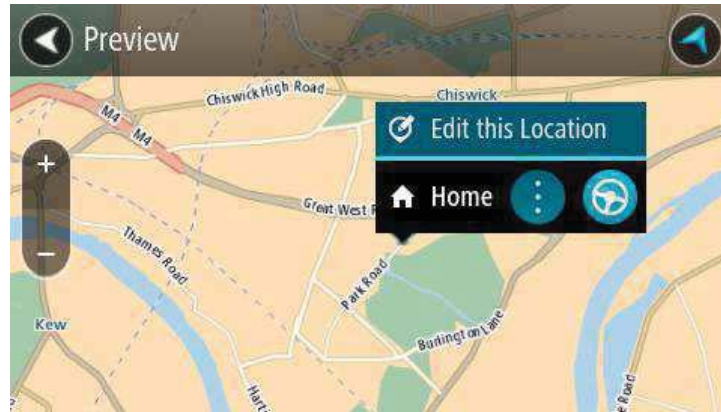 Preview
Chiswick High Road
Chiswick
M4
M4
Edit this Location
Home
+
Great West
−
Thames Road
Park Road
Kew
Burlington Lane
Road